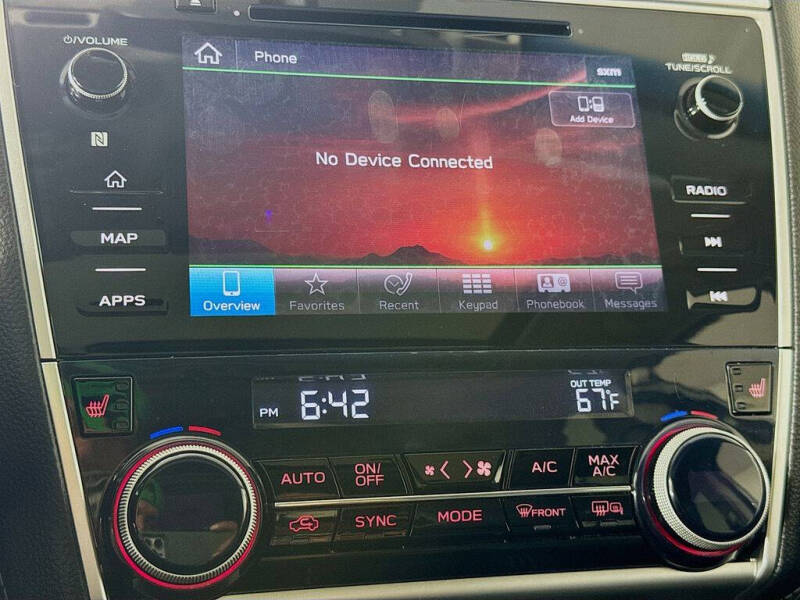 ⏻/VOLUME
Phone
sxm
TUNE/SCROLL
Add Device
No Device Connected
RADIO
MAP
APPS
Overview
Favorites
Recent
Keypad
Phonebook
Messages
PM 6:42
OUT TEMP
67°F
AUTO
ON/
OFF
A/C
MAX
A/C
SYNC
MODE
FRONT